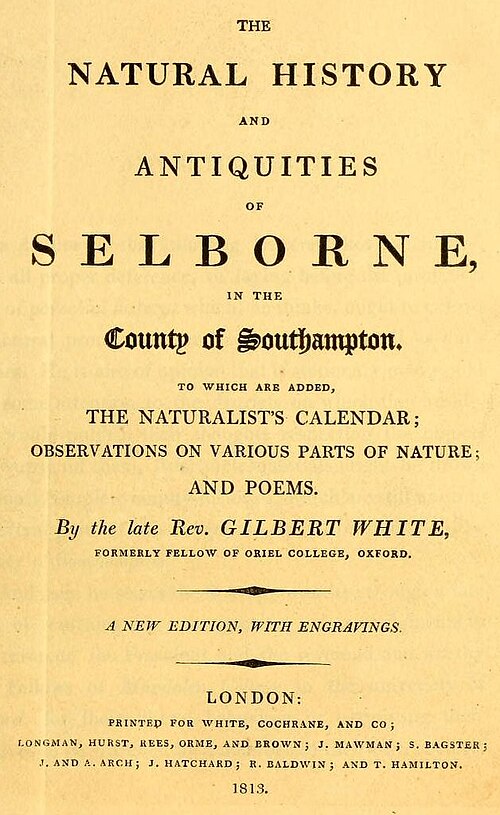 THE
NATURAL HISTORY
AND
ANTIQUITIES
OF
SELBORNE,
IN THE
County of Southampton.
TO WHICH ARE ADDED,
THE NATURALIST'S CALENDAR;
OBSERVATIONS ON VARIOUS PARTS OF NATURE;
AND POEMS.
By the late Rev. GILBERT WHITE,
FORMERLY FELLOW OF ORIEL COLLEGE, OXFORD.
A NEW EDITION, WITH ENGRAVINGS.
LONDON:
PRINTED FOR WHITE, COCHRANE, AND CO;
LONGMAN, HURST, REES, ORME, AND BROWN; J. MAWMAN; S. BAGSTER;
J. AND A. ARCH; J. HATCHARD; R. BALDWIN; AND T. HAMILTON.
1813.